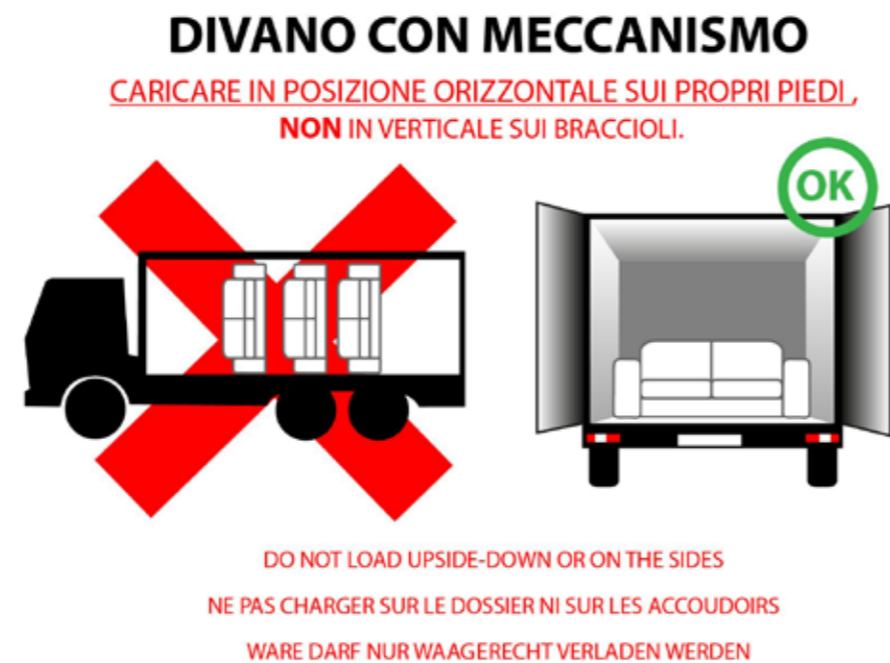 DIVANO CON MECCANISMO
CARICARE IN POSIZIONE ORIZZONTALE SUI PROPRI PIEDI ,
NON IN VERTICALE SUI BRACCIOLI.
OK
DO NOT LOAD UPSIDE-DOWN OR ON THE SIDES
NE PAS CHARGER SUR LE DOSSIER NI SUR LES ACCOUDOIRS
WARE DARF NUR WAAGERECHT VERLADEN WERDEN